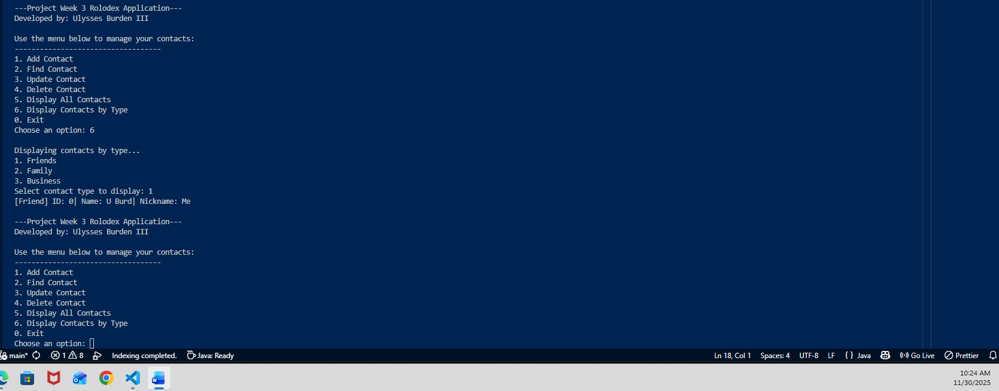 ---Project Week 3 Rolodex Application---
Developed by: Ulysses Burden III
Use the menu below to manage your contacts:
-----------------------------------
1. Add Contact
2. Find Contact
3. Update Contact
4. Delete Contact
5. Display All Contacts
6. Display Contacts by Type
0. Exit
Choose an option: 6
Displaying contacts by type...
1. Friends
2. Family
3. Business
Select contact type to display: 1
[Friend] ID: 0| Name: U Burd| Nickname: Me
---Project Week 3 Rolodex Application---
Developed by: Ulysses Burden III
Use the menu below to manage your contacts:
-----------------------------------
1. Add Contact
2. Find Contact
3. Update Contact
4. Delete Contact
5. Display All Contacts
6. Display Contacts by Type
0. Exit
Choose an option:
main* 1 8 Indexing completed. Java: Ready Ln 18, Col 1 Spaces: 4 UTF-8 LF { } Java Go Live Prettier
10:24 AM
11/30/2025